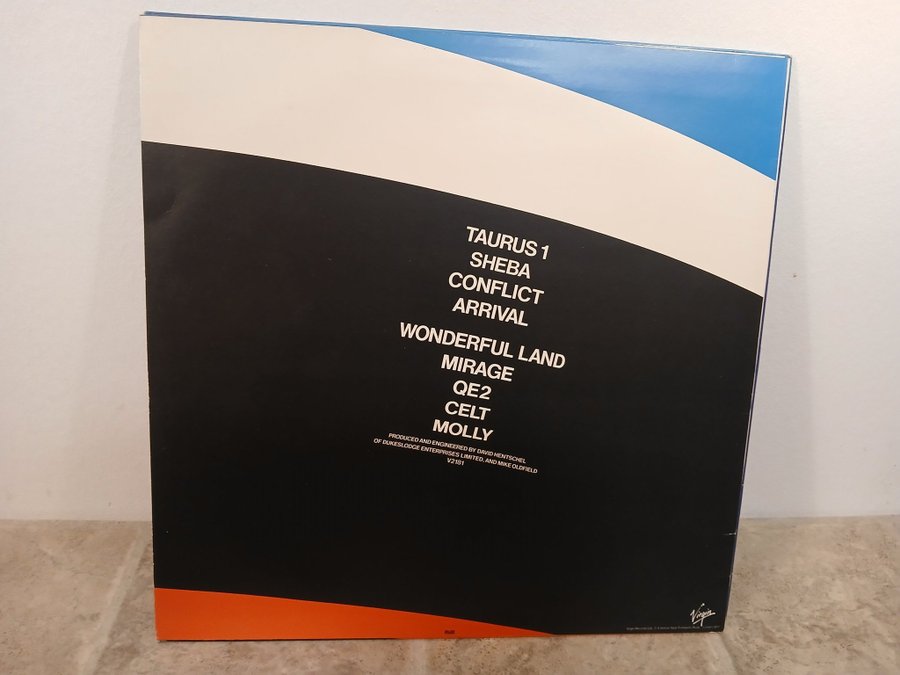 TAURUS 1
SHEBA
CONFLICT
ARRIVAL
WONDERFUL LAND
MIRAGE
QE2
CELT
MOLLY
PRODUCED AND ENGINEERED BY DAVID HENTSCHEL
OF DUKESLODGE ENTERPRISES LIMITED, AND MIKE OLDFIELD
V2181
Virgin